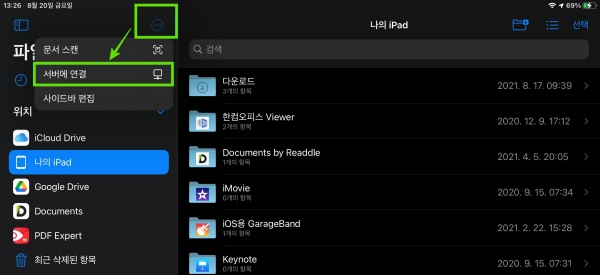 13:26 8월 20일 금요일
69%
파일
문서 스캔
서버에 연결
사이드바 편집
위치
iCloud Drive
나의 iPad
Google Drive
Documents
PDF Expert
최근 삭제된 항목
나의 iPad
선택
검색
다운로드
3개의 항목
2021. 8. 17. 09:39
한컴오피스 Viewer
2개의 항목
2020. 12. 9. 17:12
Documents by Readdle
1개의 항목
2021. 4. 5. 20:05
iMovie
0개의 항목
2020. 9. 15. 07:34
iOS용 GarageBand
1개의 항목
2021. 2. 22. 15:28
Keynote
0개의 항목
2020. 9. 15. 07:34